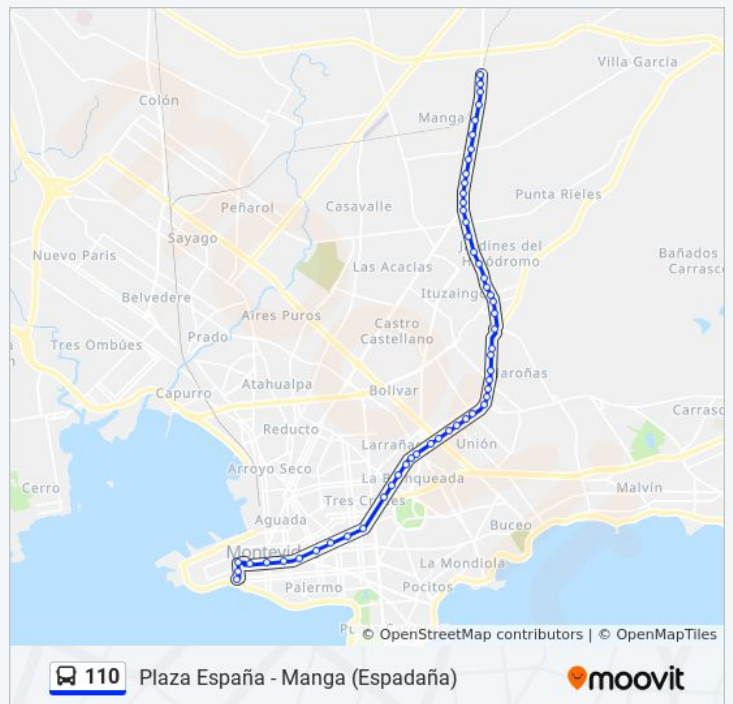 Villa García
Colón
Manga
Peñarol
Casavalle
Punta Rieles
Sayago
Jardines del
Hipódromo
Nuevo París
Las Acacias
Bañados
Carrasco
Belvedere
Ituzaingó
Aires Puros
Castro
Castellano
Prado
Tres Ombúes
Maroñas
Capurro
Atahualpa
Bolívar
Carrasco
Reducto
Larrañaga
Unión
Arroyo Seco
La Blanqueada
Cerro
Malvín
Tres Cruces
Aguada
Buceo
Montevideo
La Mondiola
Palermo
Pocitos
© OpenStreetMap contributors | © OpenMapTiles
110 Plaza España - Manga (Espadaña)
moovit